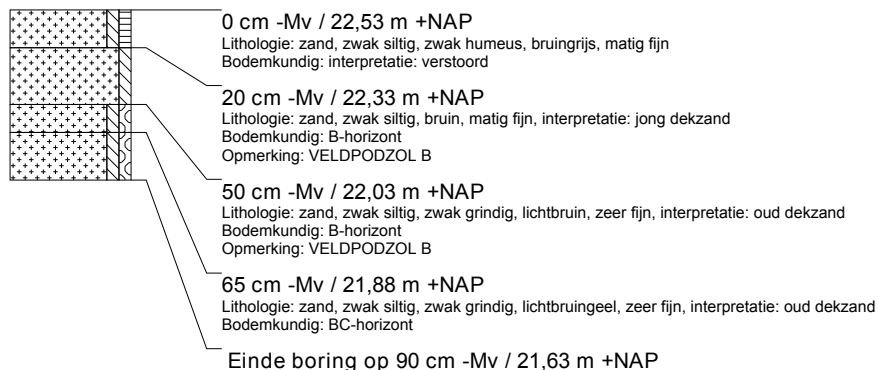 0 cm -Mv / 22,53 m +NAP
Lithologie: zand, zwak siltig, zwak humeus, bruingrijs, matig fijn
Bodemkundig: interpretatie: verstoord
20 cm -Mv / 22,33 m +NAP
Lithologie: zand, zwak siltig, bruin, matig fijn, interpretatie: jong dekzand
Bodemkundig: B-horizont
Opmerking: VELDPODZOL B
50 cm -Mv / 22,03 m +NAP
Lithologie: zand, zwak siltig, zwak grindig, lichtbruin, zeer fijn, interpretatie: oud dekzand
Bodemkundig: B-horizont
Opmerking: VELDPODZOL B
65 cm -Mv / 21,88 m +NAP
Lithologie: zand, zwak siltig, zwak grindig, lichtbruingeel, zeer fijn, interpretatie: oud dekzand
Bodemkundig: BC-horizont
Einde boring op 90 cm -Mv / 21,63 m +NAP